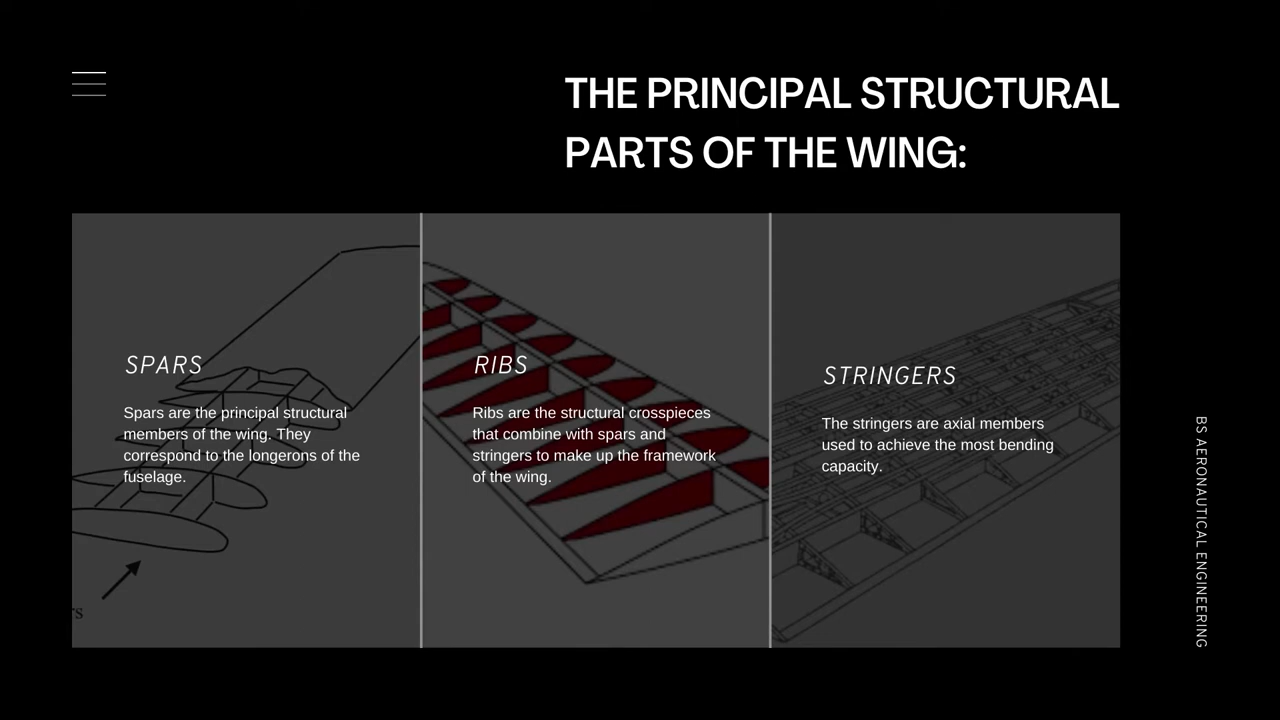 THE PRINCIPAL STRUCTURAL
PARTS OF THE WING:
SPARS
Spars are the principal structural
members of the wing. They
correspond to the longerons of the
fuselage.
RIBS
Ribs are the structural crosspieces
that combine with spars and
stringers to make up the framework
of the wing.
STRINGERS
The stringers are axial members
used to achieve the most bending
capacity.
BS AERONAUTICAL ENGINEERING